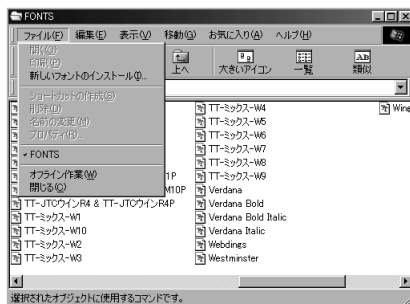 FONTS
ファイル(F) 編集(E) 表示(V) 移動(G) お気に入り(A) ヘルプ(H)
上へ 大きいアイコン 一覧 類似
開く(O)
印刷(P)
新しいフォントのインストール(I)...
ショートカットの作成(S)
削除(D)
名前の変更(M)
プロパティ(R)...
FONTS
オフライン作業(W)
閉じる(C)
1P
M10P
TT-JTCウインR4 & TT-JTCウインR4P
TT-ミックス-W1
TT-ミックス-W10
TT-ミックス-W2
TT-ミックス-W3
TT-ミックス-W4
TT-ミックス-W5
TT-ミックス-W6
TT-ミックス-W7
TT-ミックス-W8
TT-ミックス-W9
Verdana
Verdana Bold
Verdana Bold Italic
Verdana Italic
Webdings
Westminster
Wine
選択されたオブジェクトに使用するコマンドです。